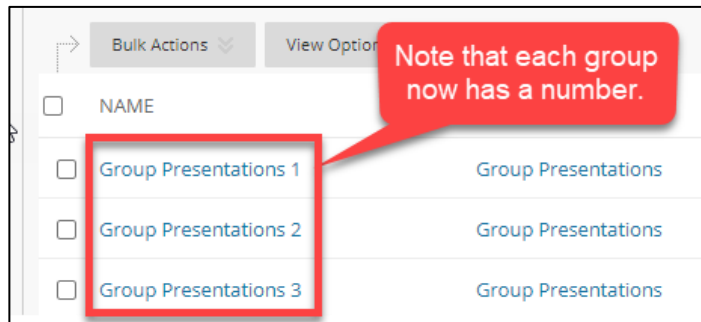 Bulk Actions
View Option
Note that each group
now has a number.
NAME
Group Presentations 1
Group Presentations
Group Presentations 2
Group Presentations
Group Presentations 3
Group Presentations